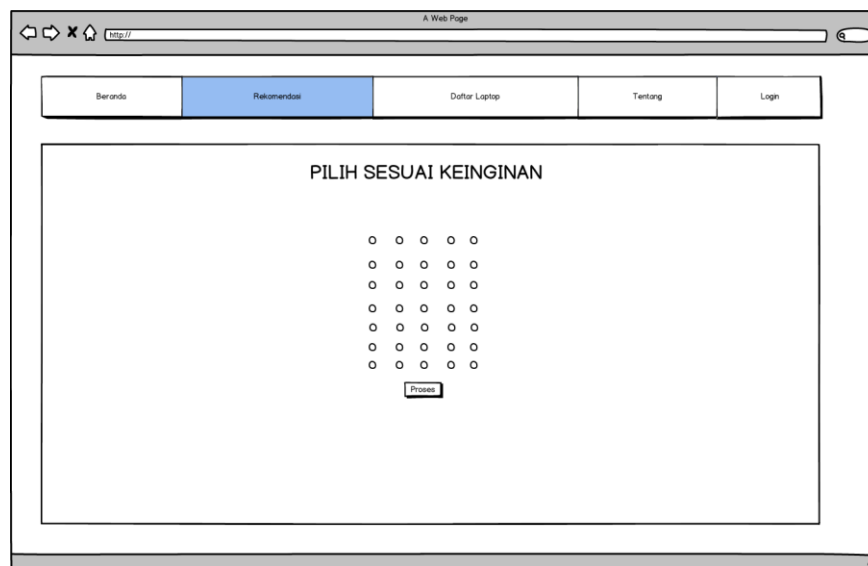 A Web Page
http://
Beranda
Rekomendasi
Daftar Laptop
Tentang
Login
PILIH SESUAI KEINGINAN
Proses